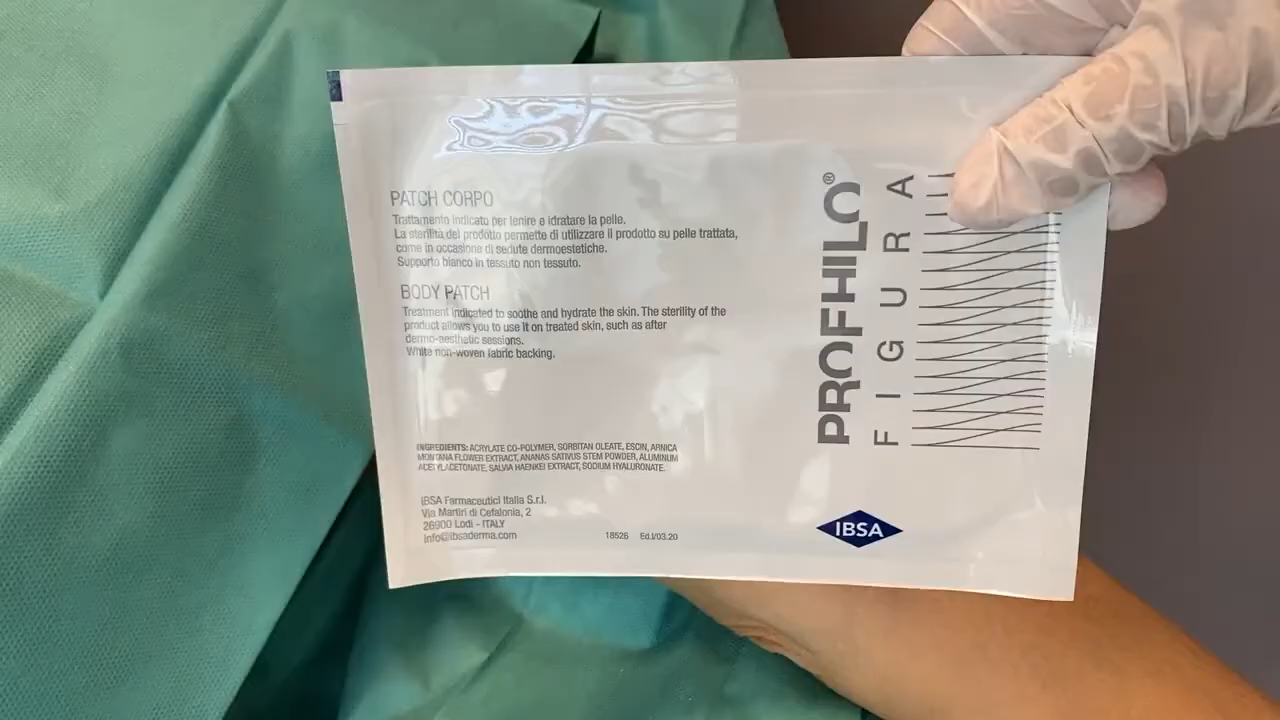 PATCH CORPO
Trattamento indicato per lenire e idratare la pelle.
La sterilità del prodotto permette di utilizzare il prodotto su pelle trattata,
come in occasione di sedute dermoestetiche.
Supporto bianco in tessuto non tessuto.
BODY PATCH
Treatment indicated to soothe and hydrate the skin. The sterility of the
product allows you to use it on treated skin, such as after
dermo-aesthetic sessions.
White non-woven fabric backing.
INGREDIENTS: ACRYLATE CO-POLYMER, SORBITAN OLEATE, ESCIN, ARNICA
MONTANA FLOWER EXTRACT, ANANAS SATIVUS STEM POWDER, ALUMINUM
ACETYLACETONATE, SALVIA HAENKEI EXTRACT, SODIUM HYALURONATE.
IBSA Farmaceutici Italia S.r.l.
Via Martiri di Cefalonia, 2
26900 Lodi - ITALY
info@ibsaderma.com
18526 Ed.I/03.20
PROFHILO®
FIGURA
IBSA